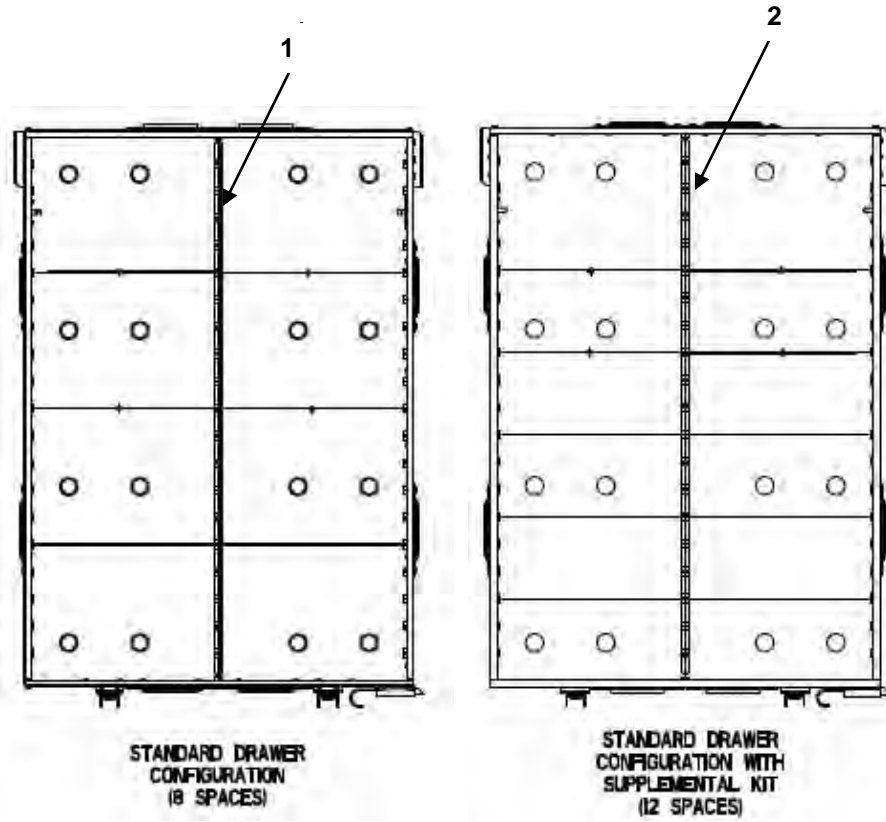 1
2
STANDARD DRAWER
CONFIGURATION
(8 SPACES)
STANDARD DRAWER
CONFIGURATION WITH
SUPPLEMENTAL KIT
(12 SPACES)